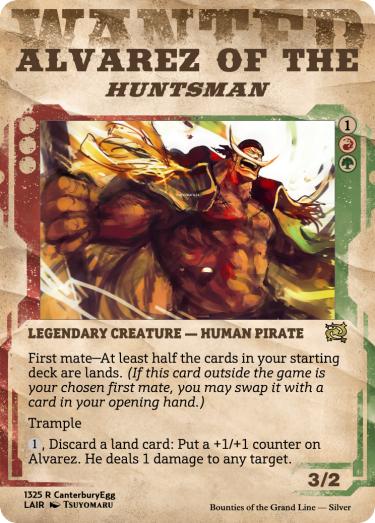 WANTED
ALVAREZ OF THE
HUNTSMAN
1
LEGENDARY CREATURE — HUMAN PIRATE
First mate—At least half the cards in your starting
deck are lands. (If this card outside the game is
your chosen first mate, you may swap it with a
card in your opening hand.)
Trample
1, Discard a land card: Put a +1/+1 counter on
Alvarez. He deals 1 damage to any target.
3/2
1325 R CanterburyEgg
LAIR TSUYOMARU
Bounties of the Grand Line — Silver